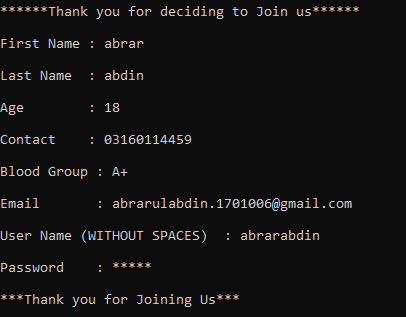 ******Thank you for deciding to Join us******
First Name : abrar
Last Name  : abdin
Age        : 18
Contact    : 03160114459
Blood Group : A+
Email       : abrarulabdin.1701006@gmail.com
User Name (WITHOUT SPACES)  : abrarabdin
Password    : *****
***Thank you for Joining Us***